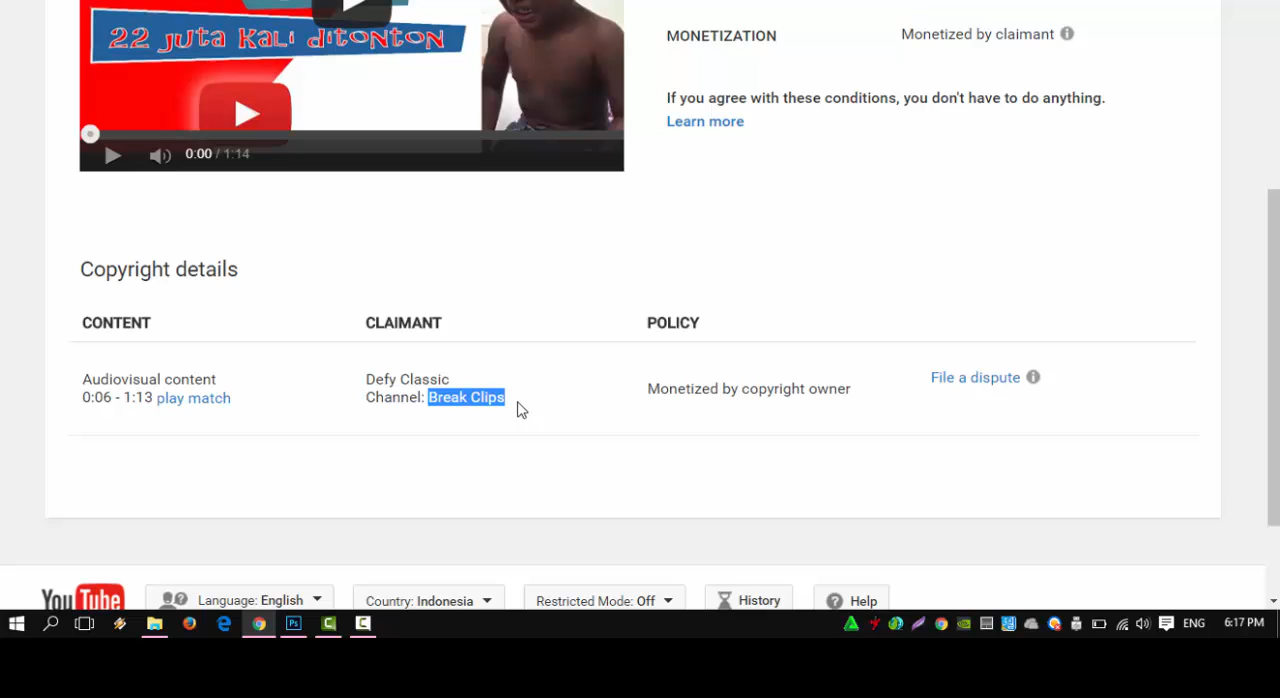 22 JUTA KALI DITONTON
0:00 / 1:14
MONETIZATION
Monetized by claimant
If you agree with these conditions, you don't have to do anything.
Learn more
Copyright details
CONTENT
CLAIMANT
POLICY
Audiovisual content
0:06 - 1:13 play match
Defy Classic
Channel: Break Clips
Monetized by copyright owner
File a dispute
YouTube
Language: English
Country: Indonesia
Restricted Mode: Off
History
Help
Ps
ENG
6:17 PM